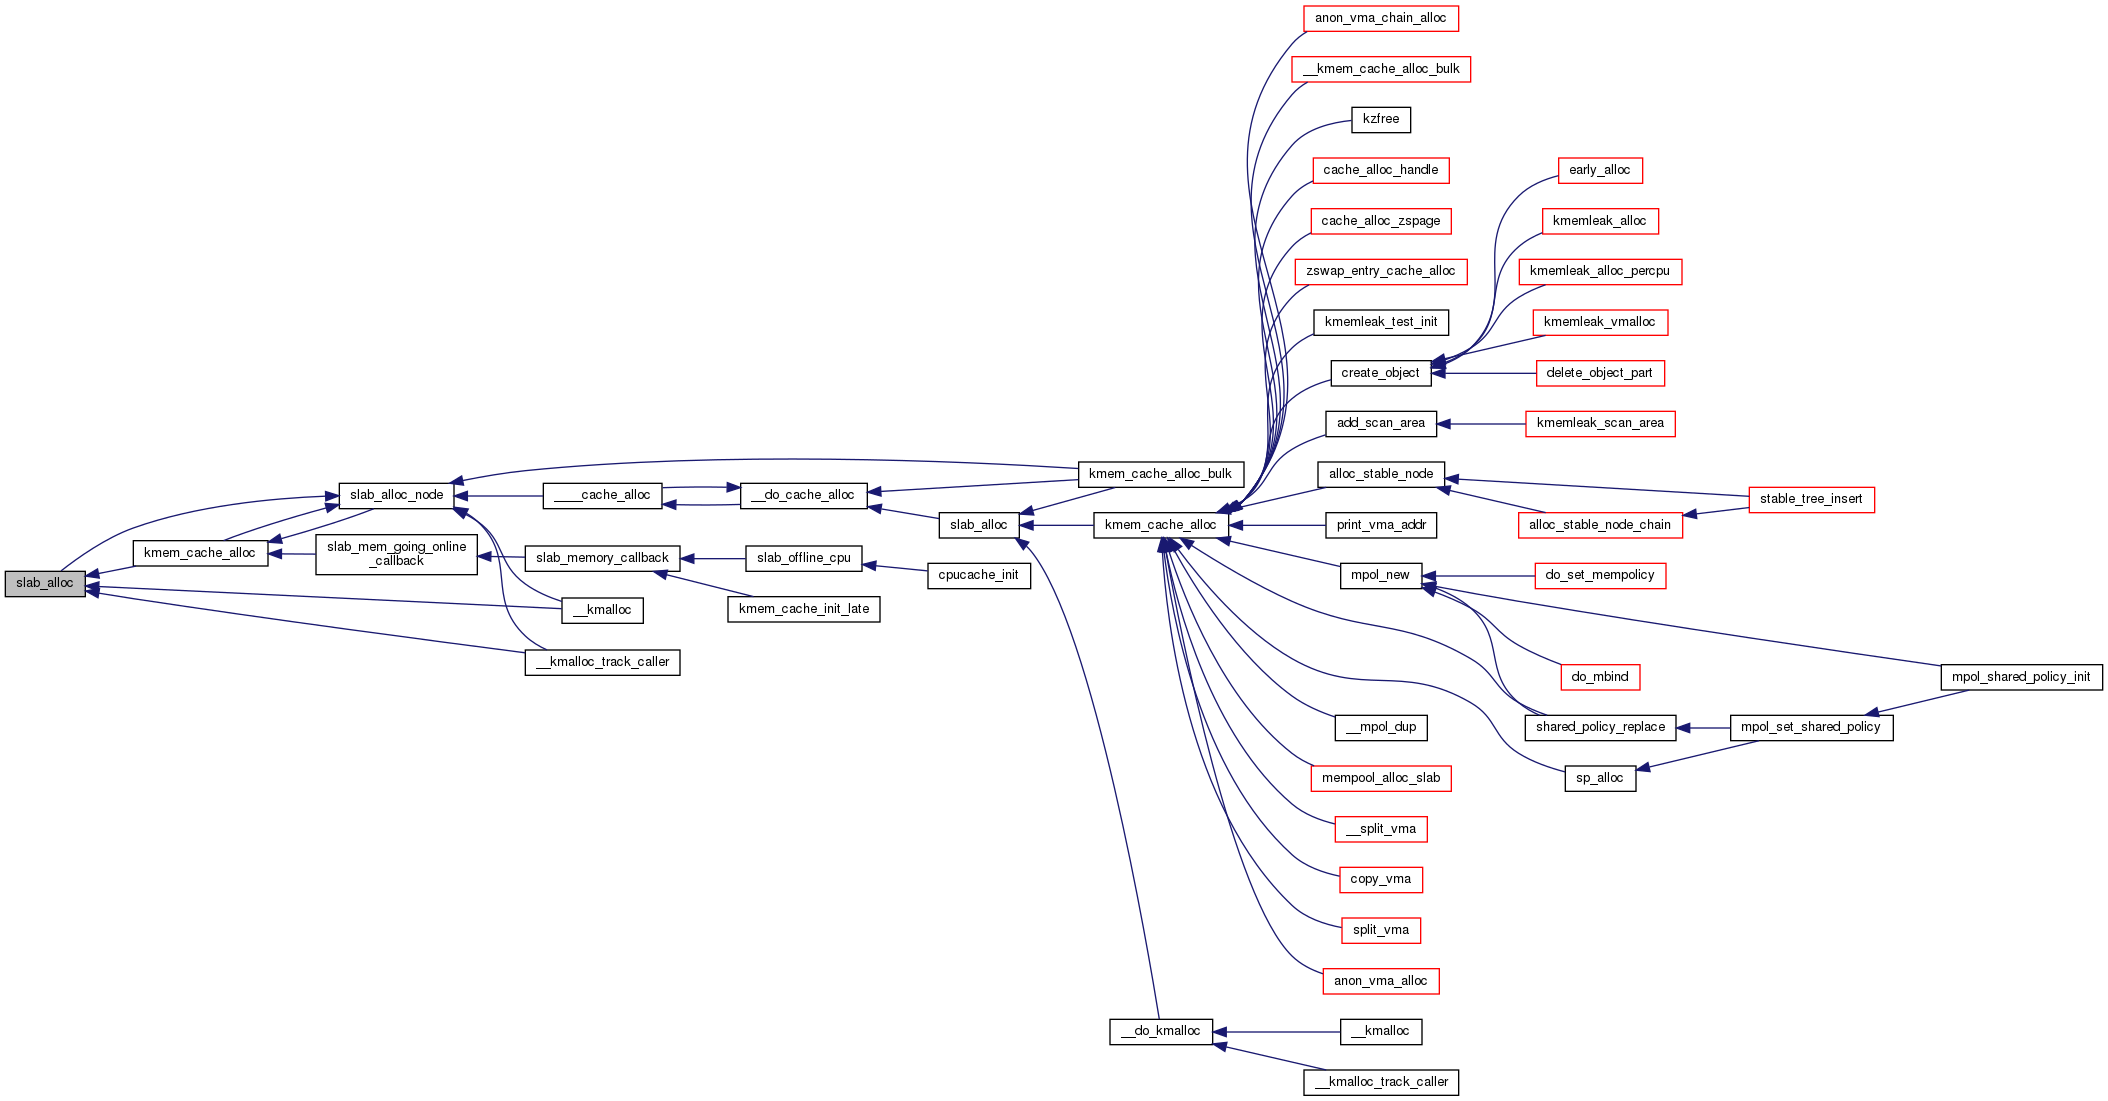 anon_vma_chain_alloc
__kmem_cache_alloc_bulk
kzfree
cache_alloc_handle
early_alloc
cache_alloc_zspage
kmemleak_alloc
zswap_entry_cache_alloc
kmemleak_alloc_percpu
kmemleak_test_init
kmemleak_vmalloc
create_object
delete_object_part
add_scan_area
kmemleak_scan_area
kmem_cache_alloc_bulk
alloc_stable_node
slab_alloc_node
____cache_alloc
__do_cache_alloc
stable_tree_insert
slab_alloc
kmem_cache_alloc
print_vma_addr
alloc_stable_node_chain
kmem_cache_alloc
slab_mem_going_online
_callback
slab_memory_callback
slab_offline_cpu
cpucache_init
mpol_new
do_set_mempolicy
slab_alloc
__kmalloc
kmem_cache_init_late
__kmalloc_track_caller
do_mbind
mpol_shared_policy_init
__mpol_dup
shared_policy_replace
mpol_set_shared_policy
mempool_alloc_slab
sp_alloc
__split_vma
copy_vma
split_vma
anon_vma_alloc
__do_kmalloc
__kmalloc
__kmalloc_track_caller